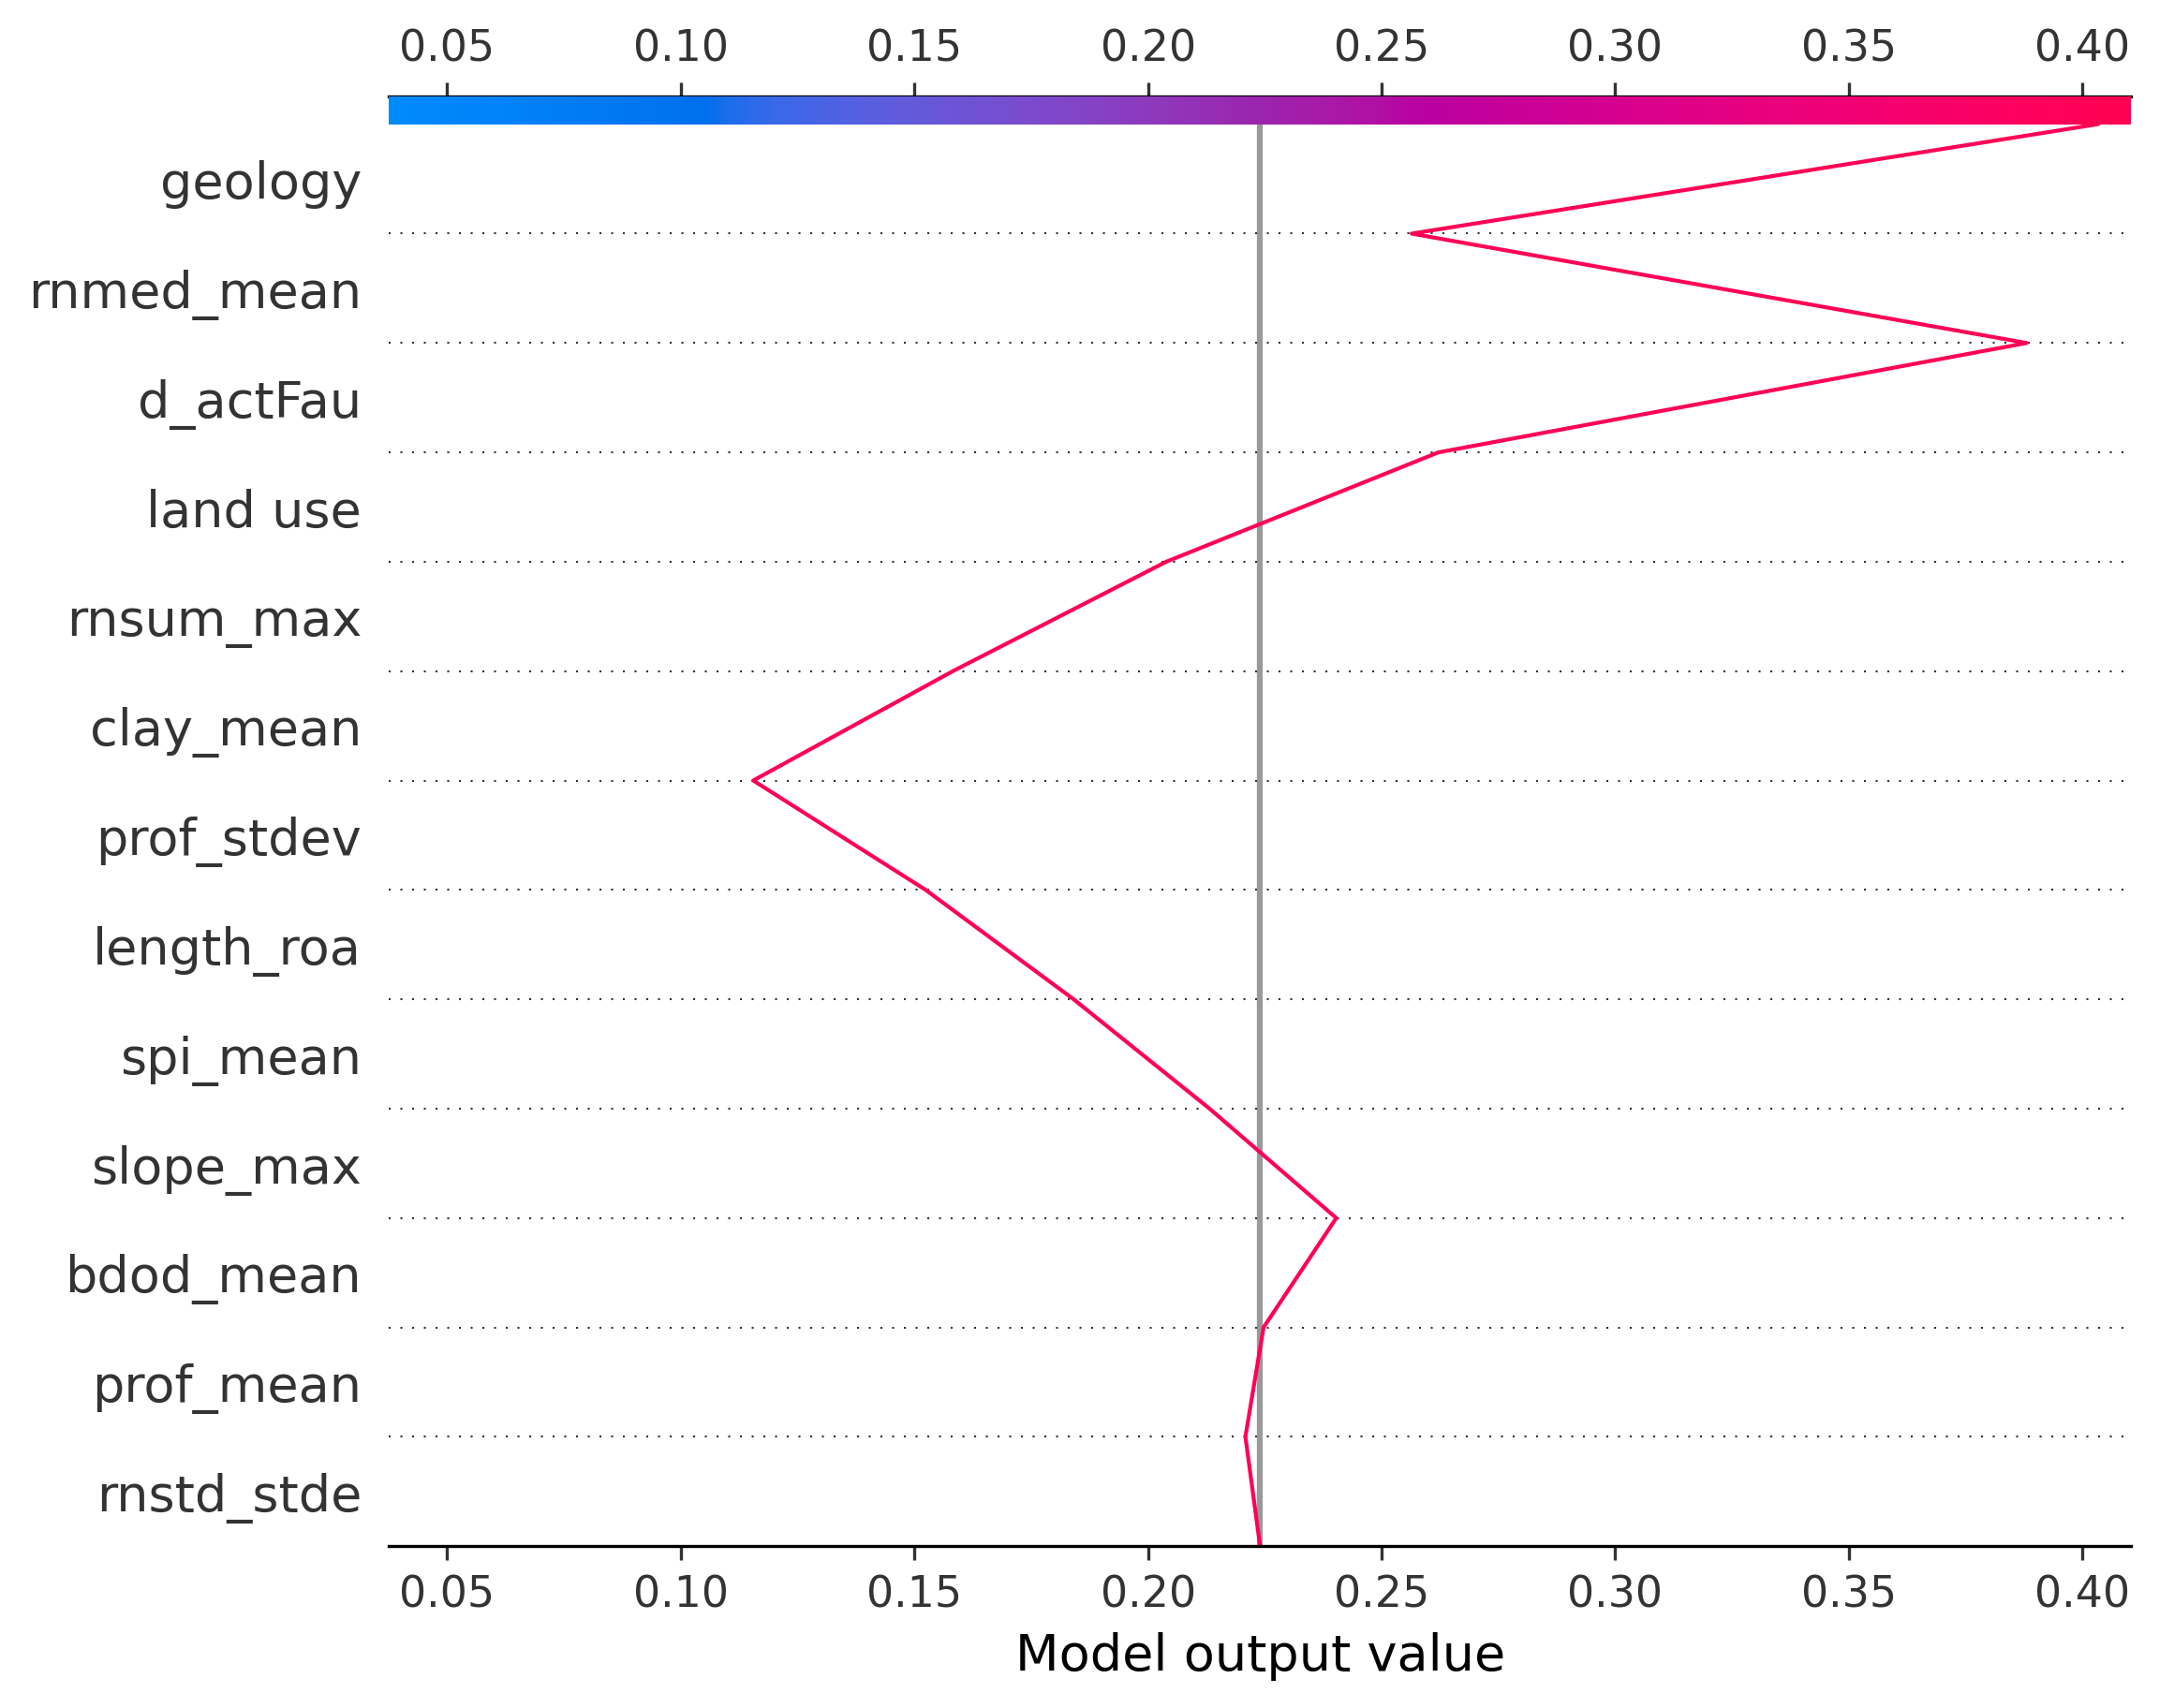 0.05 0.10 0.15 0.20 0.25 0.30 0.35 0.40
geology
rnmed_mean
d_actFau
land use
rnsum_max
clay_mean
prof_stdev
length_roa
spi_mean
slope_max
bdod_mean
prof_mean
rnstd_stde
0.05 0.10 0.15 0.20 0.25 0.30 0.35 0.40
Model output value